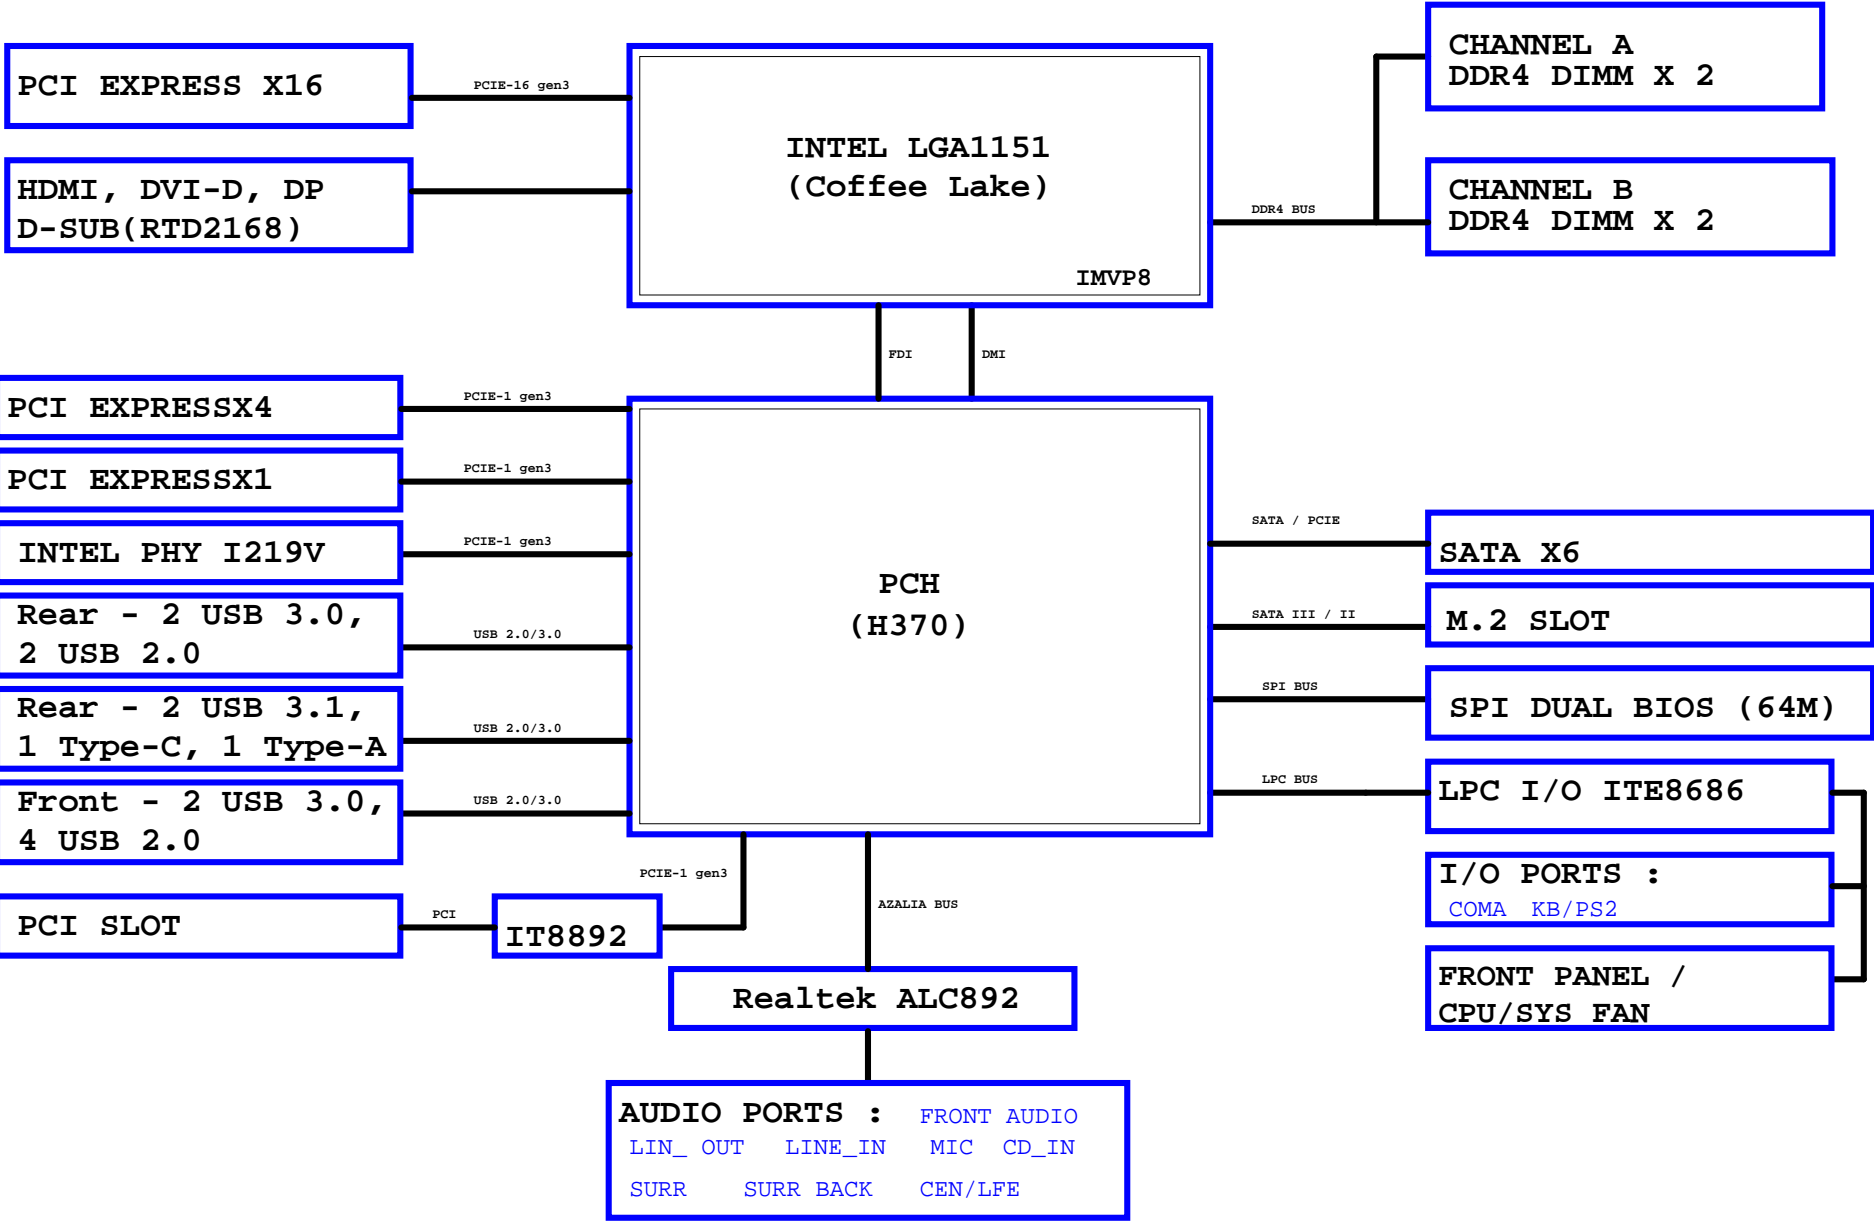 PCI EXPRESS X16
PCIE-16 gen3
HDMI, DVI-D, DP
D-SUB(RTD2168)
INTEL LGA1151
(Coffee Lake)
IMVP8
DDR4 BUS
CHANNEL A
DDR4 DIMM X 2
CHANNEL B
DDR4 DIMM X 2
FDI
DMI
PCI EXPRESSX4
PCIE-1 gen3
PCI EXPRESSX1
PCIE-1 gen3
INTEL PHY I219V
PCIE-1 gen3
Rear - 2 USB 3.0,
2 USB 2.0
USB 2.0/3.0
Rear - 2 USB 3.1,
1 Type-C, 1 Type-A
USB 2.0/3.0
Front - 2 USB 3.0,
4 USB 2.0
USB 2.0/3.0
PCI SLOT
PCI
IT8892
PCIE-1 gen3
PCH
(H370)
SATA / PCIE
SATA X6
SATA III / II
M.2 SLOT
SPI BUS
SPI DUAL BIOS (64M)
LPC BUS
LPC I/O ITE8686
I/O PORTS :
COMA KB/PS2
FRONT PANEL /
CPU/SYS FAN
AZALIA BUS
Realtek ALC892
AUDIO PORTS : FRONT AUDIO
LIN_ OUT LINE_IN MIC CD_IN
SURR SURR BACK CEN/LFE